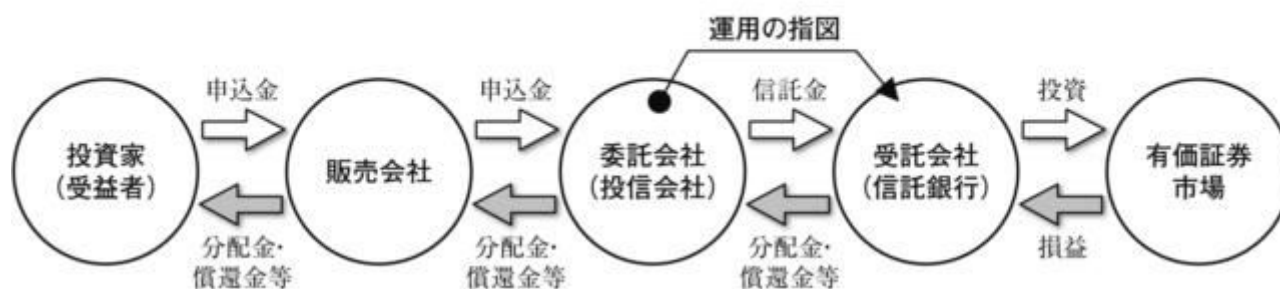 運用の指図
申込金
申込金
信託金
投資
投資家
(受益者)
販売会社
委託会社
(投信会社)
受託会社
(信託銀行)
有価証券
市場
分配金・
償還金等
分配金・
償還金等
分配金・
償還金等
損益